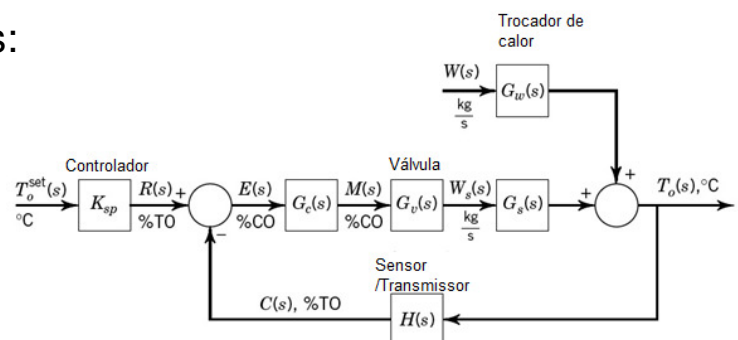 s:
Trocador de
calor
W(s)
kg
s
G_w(s)
Controlador
T_o^set(s)
°C
K_sp
R(s) +
%TO
−
E(s)
%CO
G_c(s)
M(s)
%CO
Válvula
G_v(s)
W_s(s)
kg
s
G_s(s)
+
+
T_o(s), °C
Sensor
/Transmissor
C(s), %TO
H(s)